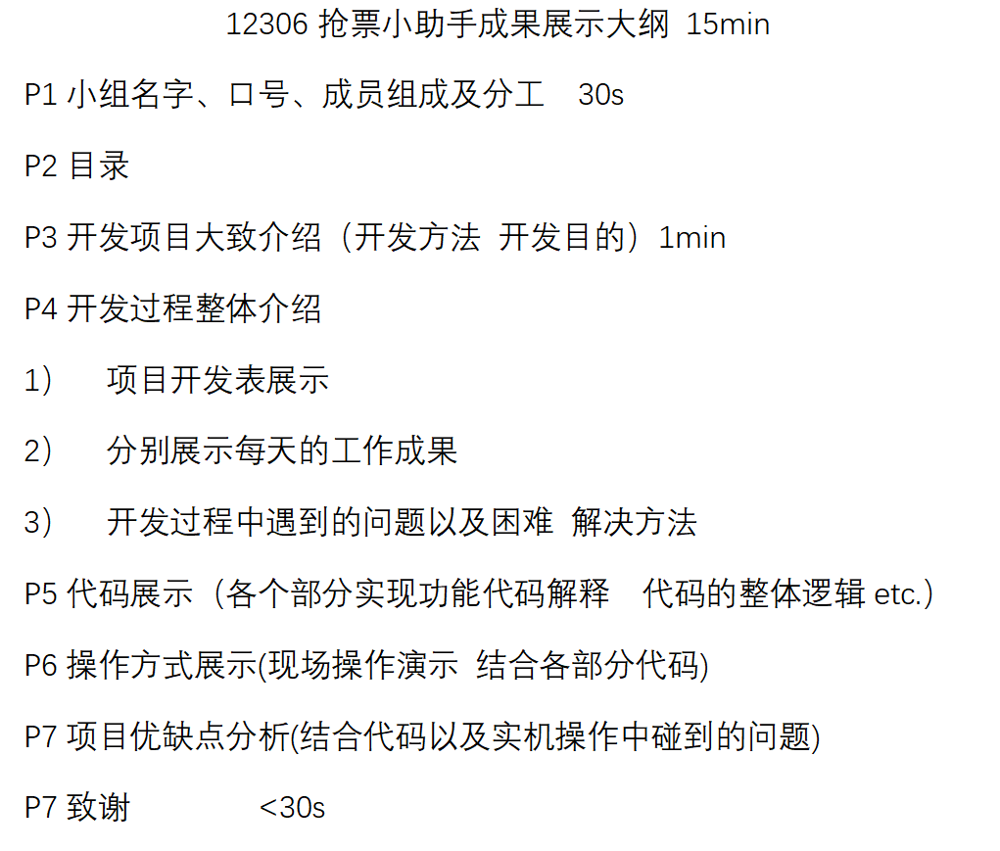 12306 抢票小助手成果展示大纲 15min
P1 小组名字、口号、成员组成及分工 30s
P2 目录
P3 开发项目大致介绍（开发方法 开发目的）1min
P4 开发过程整体介绍
1） 项目开发表展示
2） 分别展示每天的工作成果
3） 开发过程中遇到的问题以及困难 解决方法
P5 代码展示（各个部分实现功能代码解释 代码的整体逻辑 etc.）
P6 操作方式展示(现场操作演示 结合各部分代码)
P7 项目优缺点分析(结合代码以及实机操作中碰到的问题)
P7 致谢 <30s